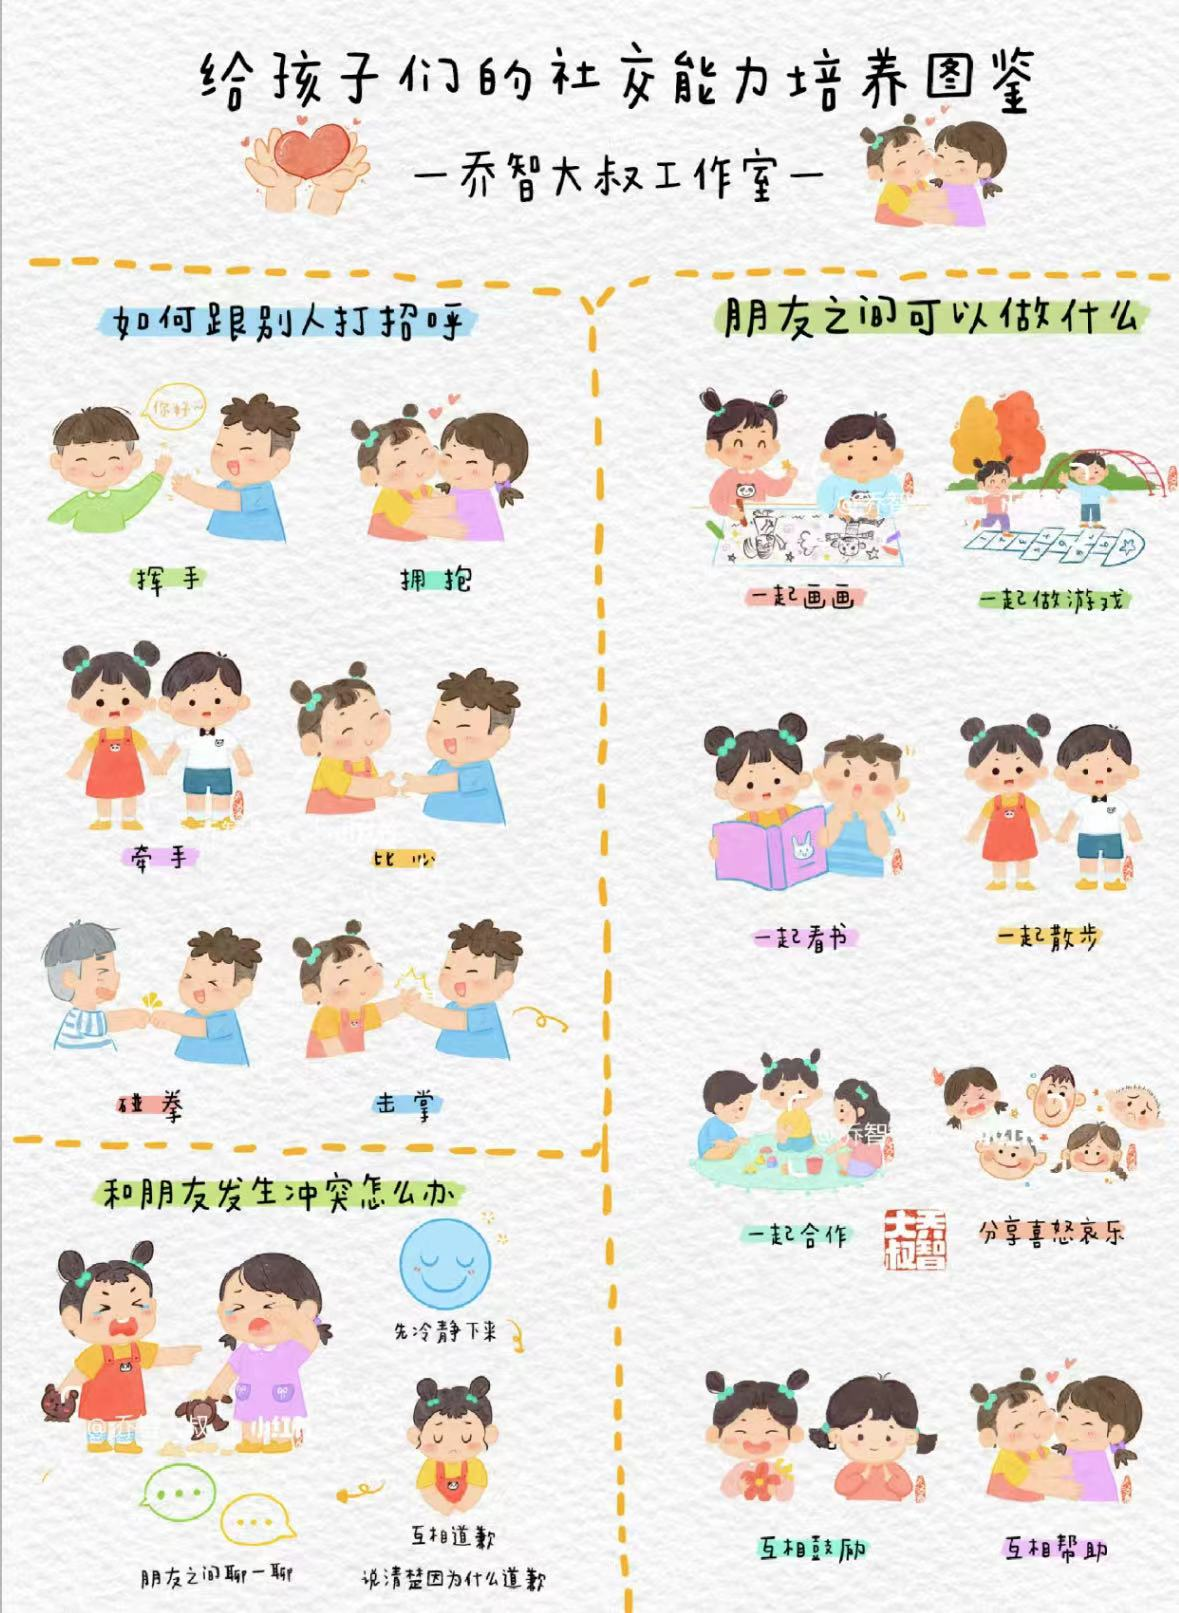 给孩子们的社交能力培养图鉴
—乔智大叔工作室—
如何跟别人打招呼
你好~
挥手
拥抱
牵手
比心
碰拳
击掌
和朋友发生冲突怎么办
先冷静下来
互相道歉
说清楚因为什么道歉
朋友之间聊一聊
朋友之间可以做什么
一起画画
一起做游戏
一起看书
一起散步
一起合作
分享喜怒哀乐
乔智大叔
互相鼓励
互相帮助